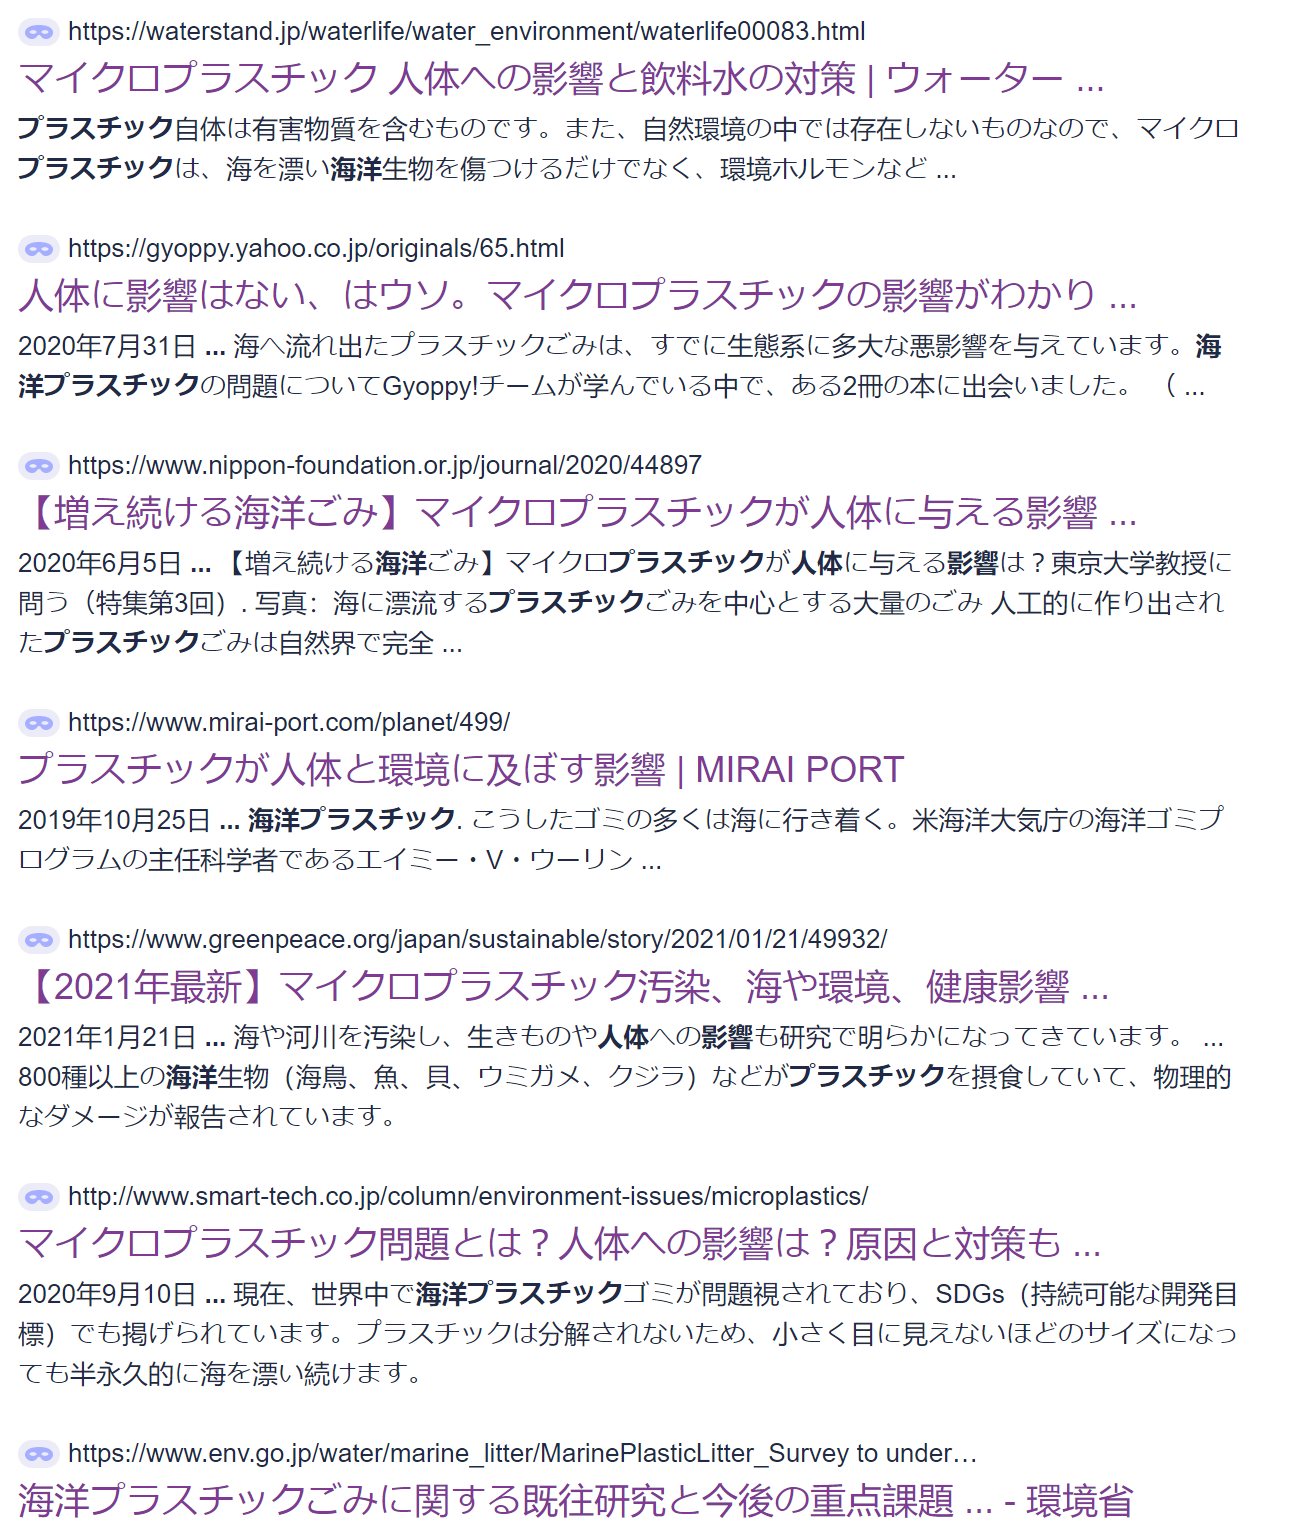 https://waterstand.jp/waterlife/water_environment/waterlife00083.html
マイクロプラスチック 人体への影響と飲料水の対策 | ウォーター ...
プラスチック自体は有害物質を含むものです。また、自然環境の中では存在しないものなので、マイクロ
プラスチックは、海を漂い海洋生物を傷つけるだけでなく、環境ホルモンなど ...
https://gyoppy.yahoo.co.jp/originals/65.html
人体に影響はない、はウソ。マイクロプラスチックの影響がわかり ...
2020年7月31日 ... 海へ流れ出たプラスチックごみは、すでに生態系に多大な悪影響を与えています。海
洋プラスチックの問題についてGyoppy!チームが学んでいる中で、ある2冊の本に出会いました。 （ ...
https://www.nippon-foundation.or.jp/journal/2020/44897
【増え続ける海洋ごみ】マイクロプラスチックが人体に与える影響 ...
2020年6月5日 ... 【増え続ける海洋ごみ】マイクロプラスチックが人体に与える影響は？東京大学教授に
問う（特集第3回）. 写真：海に漂流するプラスチックごみを中心とする大量のごみ 人工的に作り出され
たプラスチックごみは自然界で完全 ...
https://www.mirai-port.com/planet/499/
プラスチックが人体と環境に及ぼす影響 | MIRAI PORT
2019年10月25日 ... 海洋プラスチック. こうしたゴミの多くは海に行き着く。米海洋大気庁の海洋ゴミプ
ログラムの主任科学者であるエイミー・V・ウーリン ...
https://www.greenpeace.org/japan/sustainable/story/2021/01/21/49932/
【2021年最新】マイクロプラスチック汚染、海や環境、健康影響 ...
2021年1月21日 ... 海や河川を汚染し、生きものや人体への影響も研究で明らかになってきています。 ...
800種以上の海洋生物（海鳥、魚、貝、ウミガメ、クジラ）などがプラスチックを摂食していて、物理的
なダメージが報告されています。
http://www.smart-tech.co.jp/column/environment-issues/microplastics/
マイクロプラスチック問題とは？人体への影響は？原因と対策も ...
2020年9月10日 ... 現在、世界中で海洋プラスチックゴミが問題視されており、SDGs（持続可能な開発目
標）でも掲げられています。プラスチックは分解されないため、小さく目に見えないほどのサイズになっ
ても半永久的に海を漂い続けます。
https://www.env.go.jp/water/marine_litter/MarinePlasticLitter_Survey to under…
海洋プラスチックごみに関する既往研究と今後の重点課題 ... - 環境省